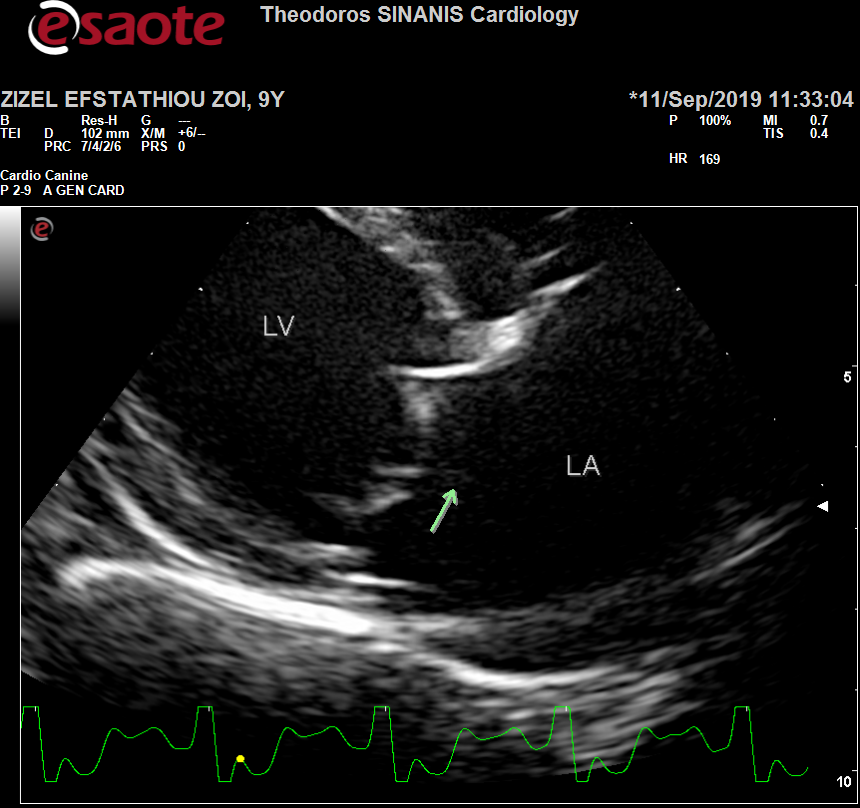 esaote
Theodoros SINANIS Cardiology
ZIZEL EFSTATHIOU ZOI, 9Y
*11/Sep/2019 11:33:04
B Res-H G ---
TEI D 102 mm X/M +6/--
PRC 7/4/2/6 PRS 0
P 100% MI 0.7
TIS 0.4
HR 169
Cardio Canine
P 2-9 A GEN CARD
e
LV
5
LA
10